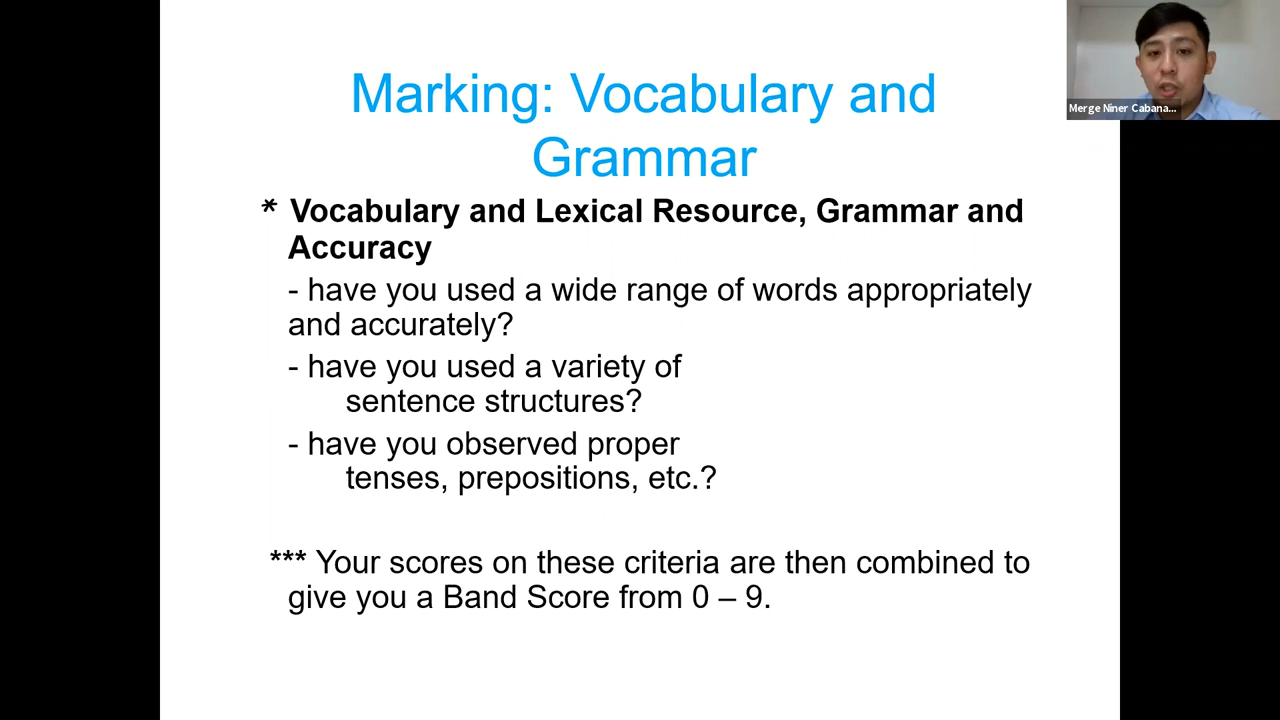 Marking: Vocabulary and
Grammar
* Vocabulary and Lexical Resource, Grammar and
Accuracy
- have you used a wide range of words appropriately
and accurately?
- have you used a variety of
sentence structures?
- have you observed proper
tenses, prepositions, etc.?
*** Your scores on these criteria are then combined to
give you a Band Score from 0 – 9.
Merge Niner Cabana...